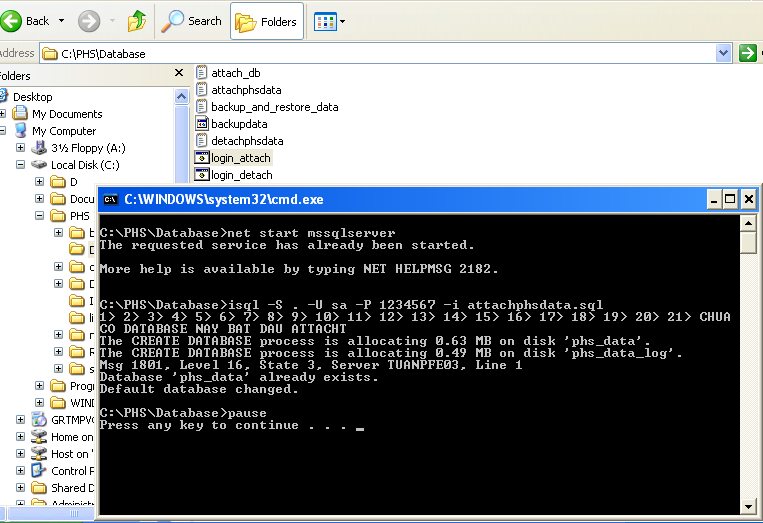 Back
Search
Folders
Address
C:\PHS\Database
Folders
Desktop
My Documents
My Computer
3½ Floppy (A:)
Local Disk (C:)
D
Docu
PHS
b
D
c
D
I
li
n
R
s
Progr
WIN
GRTMPV
Home on
Host on '
Control P
Shared D
Administr
attach_db
attachphsdata
backup_and_restore_data
backupdata
detachphsdata
login_attach
login_detach
C:\WINDOWS\system32\cmd.exe
C:\PHS\Database>net start mssqlserver
The requested service has already been started.
More help is available by typing NET HELPMSG 2182.
C:\PHS\Database>isql -S . -U sa -P 1234567 -i attachphsdata.sql
1> 2> 3> 4> 5> 6> 7> 8> 9> 10> 11> 12> 13> 14> 15> 16> 17> 18> 19> 20> 21> CHUA
CO DATABASE NAY BAT DAU ATTACHT
The CREATE DATABASE process is allocating 0.63 MB on disk 'phs_data'.
The CREATE DATABASE process is allocating 0.49 MB on disk 'phs_data_log'.
Msg 1801, Level 16, State 3, Server TUANPFE03, Line 1
Database 'phs_data' already exists.
Default database changed.
C:\PHS\Database>pause
Press any key to continue . . . _